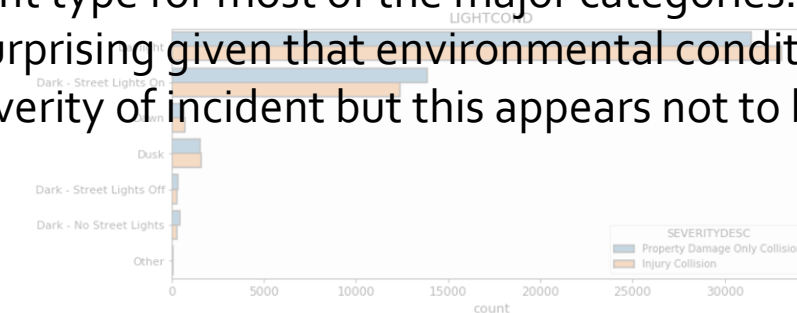 nt type for most of the major categories.
LIGHTCOND
urprising given that environmental condit
Dark - Street Lights On
verity of incident but this appears not to
Dusk
Dark - Street Lights Off
Dark - No Street Lights
SEVERITYDESC
Property Damage Only Collisio
Injury Collision
Other
0 5000 10000 15000 20000 25000 30000
count